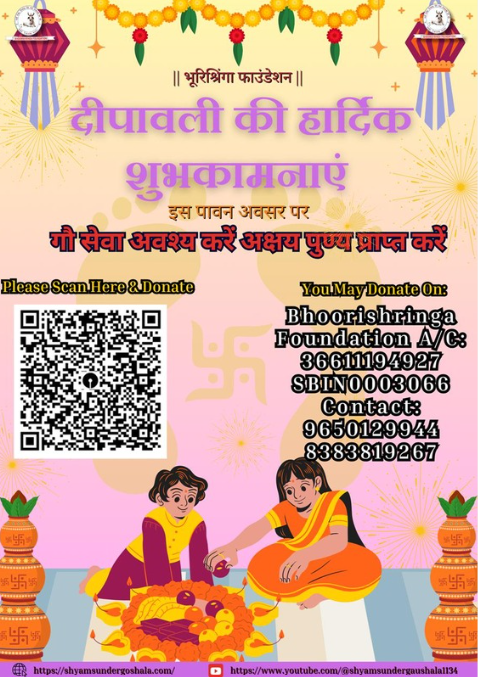 || भूरिश्रिंगा फाउंडेशन ||
दीपावली की हार्दिक
शुभकामनाएं
इस पावन अवसर पर
गौ सेवा अवश्य करें अक्षय पुण्य प्राप्त करें
Please Scan Here & Donate
You May Donate On:
Bhoorishringa
Foundation A/C:
36611194927
SBIN0003066
Contact:
9650129944
8383819267
https://shyamsundergoshala.com/
https://www.youtube.com/@shyamsundergaushala1134